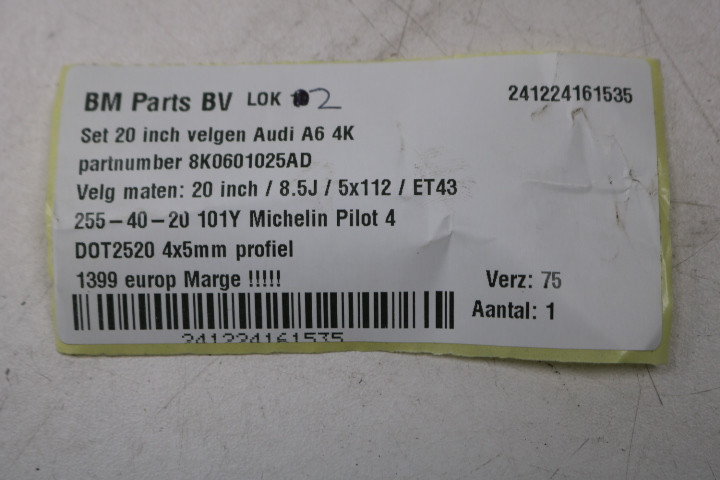 BM Parts BV LOK 2 241224161535
Set 20 inch velgen Audi A6 4K
partnumber 8K0601025AD
Velg maten: 20 inch / 8.5J / 5x112 / ET43
255-40-20 101Y Michelin Pilot 4
DOT2520 4x5mm profiel
1399 europ Marge !!!!! Verz: 75
Aantal: 1
241224161535